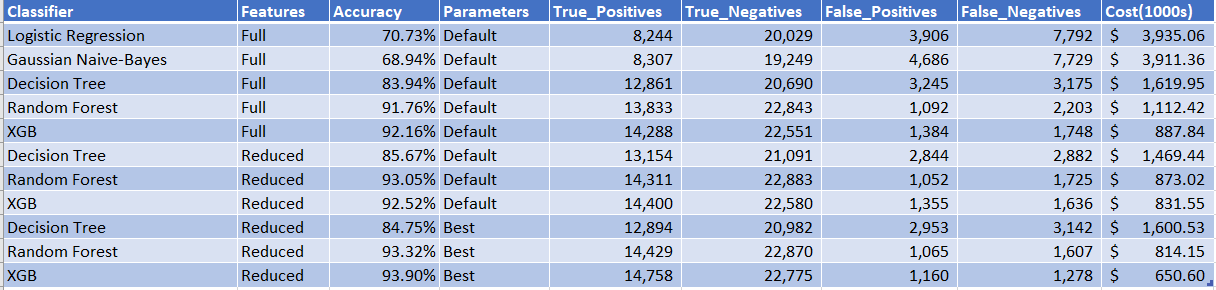 Classifier Features Accuracy Parameters True_Positives True_Negatives False_Positives False_Negatives Cost(1000s)
Logistic Regression Full 70.73% Default 8,244 20,029 3,906 7,792 $ 3,935.06
Gaussian Naive-Bayes Full 68.94% Default 8,307 19,249 4,686 7,729 $ 3,911.36
Decision Tree Full 83.94% Default 12,861 20,690 3,245 3,175 $ 1,619.95
Random Forest Full 91.76% Default 13,833 22,843 1,092 2,203 $ 1,112.42
XGB Full 92.16% Default 14,288 22,551 1,384 1,748 $ 887.84
Decision Tree Reduced 85.67% Default 13,154 21,091 2,844 2,882 $ 1,469.44
Random Forest Reduced 93.05% Default 14,311 22,883 1,052 1,725 $ 873.02
XGB Reduced 92.52% Default 14,400 22,580 1,355 1,636 $ 831.55
Decision Tree Reduced 84.75% Best 12,894 20,982 2,953 3,142 $ 1,600.53
Random Forest Reduced 93.32% Best 14,429 22,870 1,065 1,607 $ 814.15
XGB Reduced 93.90% Best 14,758 22,775 1,160 1,278 $ 650.60